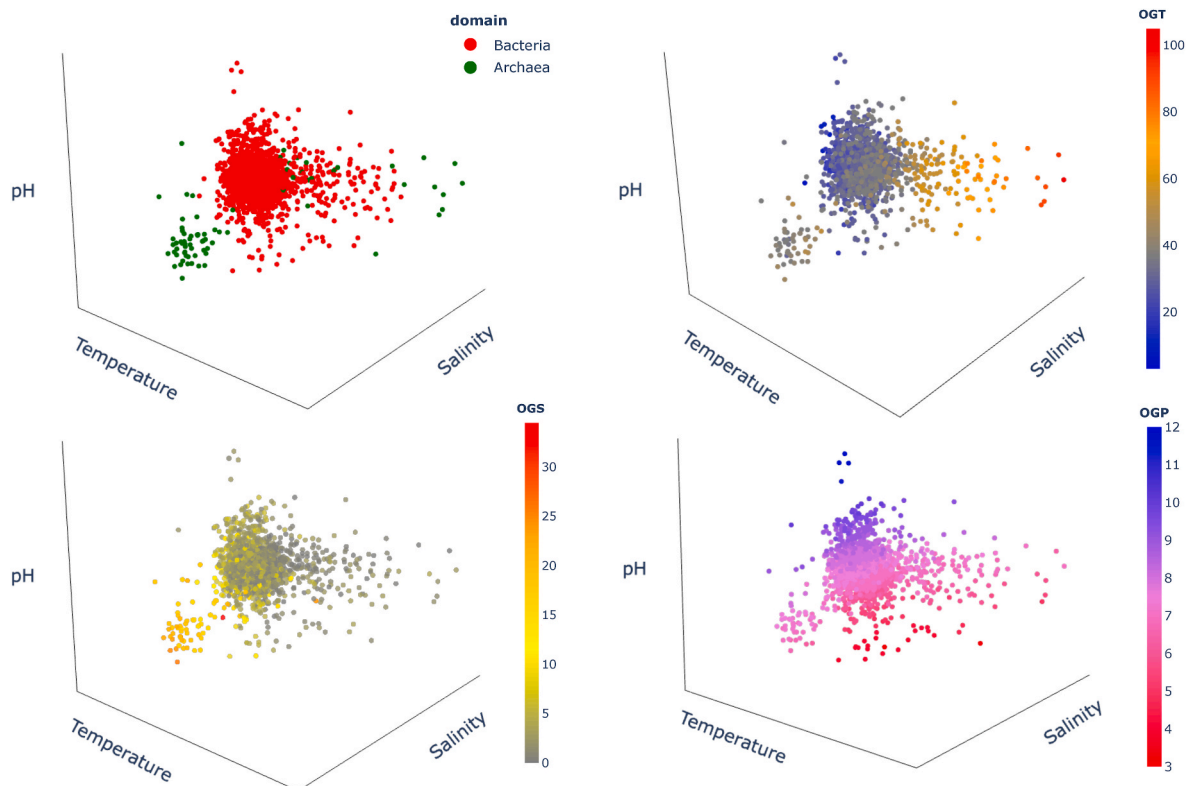 domain
Bacteria
Archaea
pH
Temperature
Salinity
OGT
100
80
60
40
20
pH
Temperature
Salinity
OGS
30
25
20
15
10
5
0
pH
Temperature
Salinity
OGP
12
11
10
9
8
7
6
5
4
3
pH
Temperature
Salinity